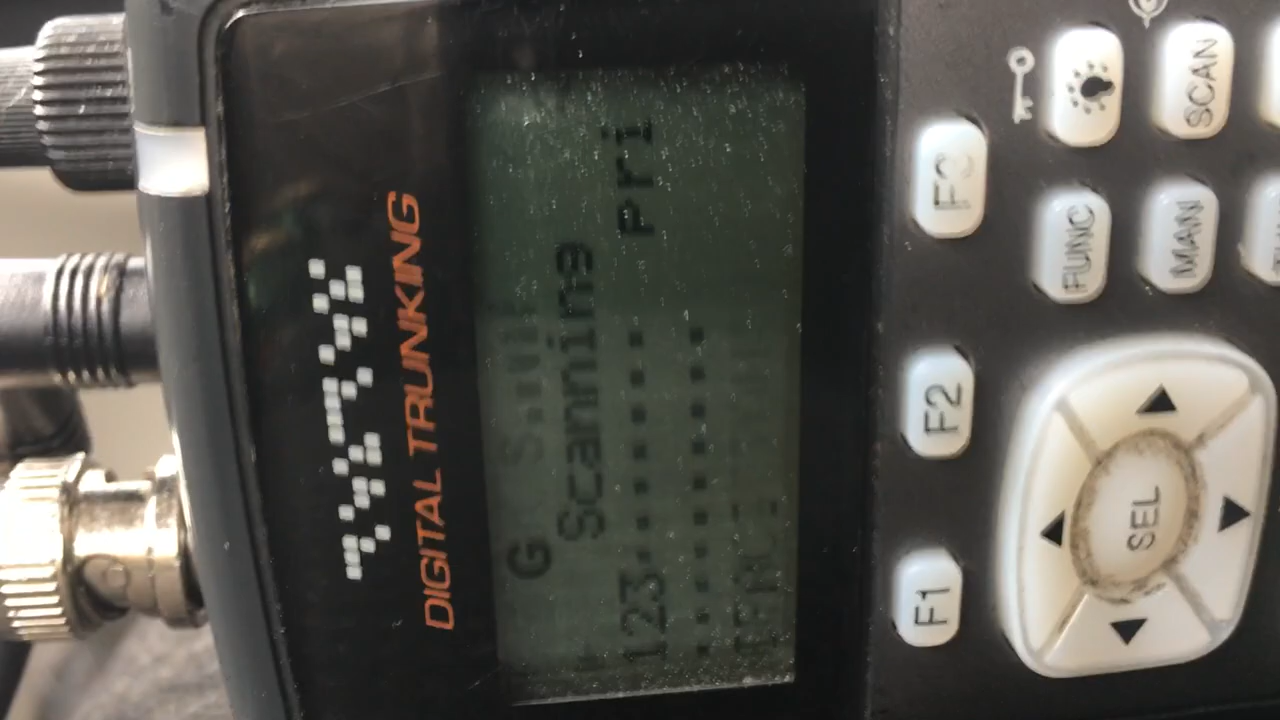 DIGITAL TRUNKING
G
Scanning
123....... Pri
..........
F1
F2
F3
FUNC
SCAN
MAN
SEL